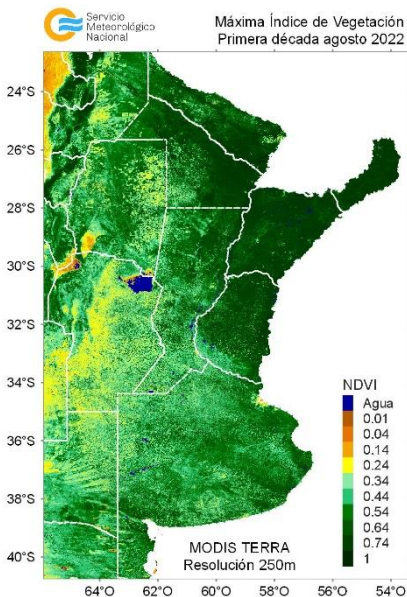 Servicio
Meteorológico
Nacional
Máxima Índice de Vegetación
Primera década agosto 2022
24°S
26°S
28°S
30°S
32°S
34°S
36°S
38°S
40°S
NDVI
Agua
0.01
0.04
0.14
0.24
0.34
0.44
0.54
0.64
0.74
1
MODIS TERRA
Resolución 250m
64°O 62°O 60°O 58°O 56°O 54°O